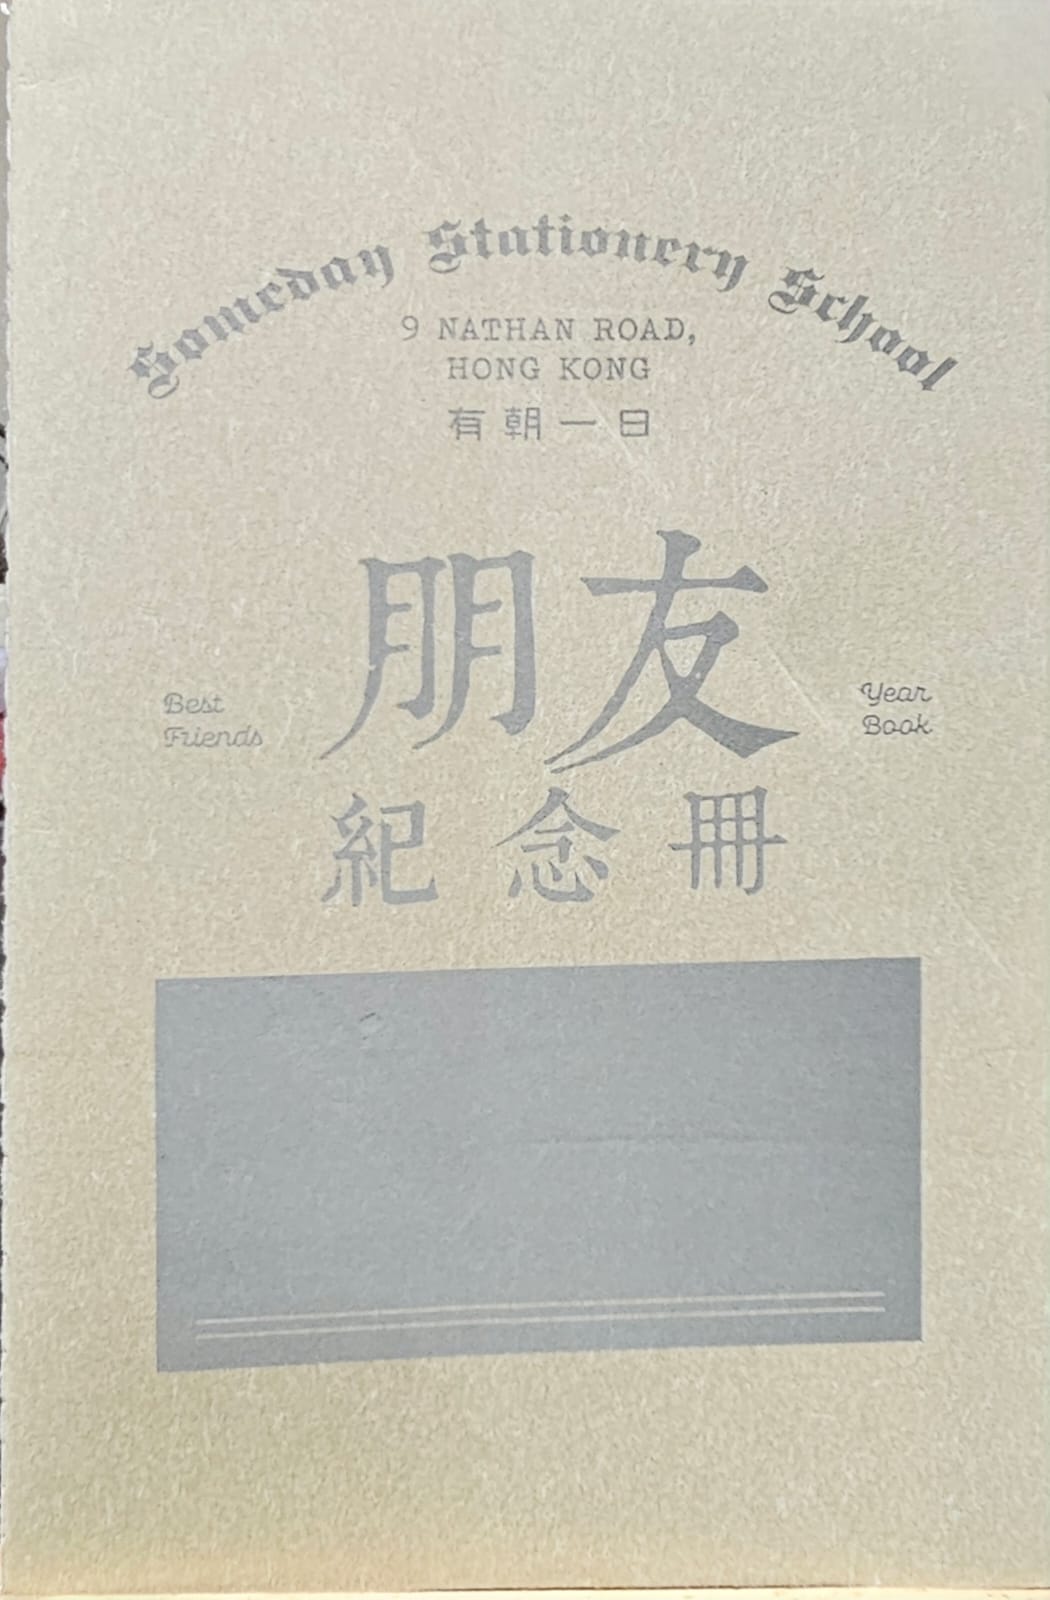 Someday Stationery School
9 NATHAN ROAD,
HONG KONG
有朝一日
朋友
Best
Friends
Year
Book
紀念冊